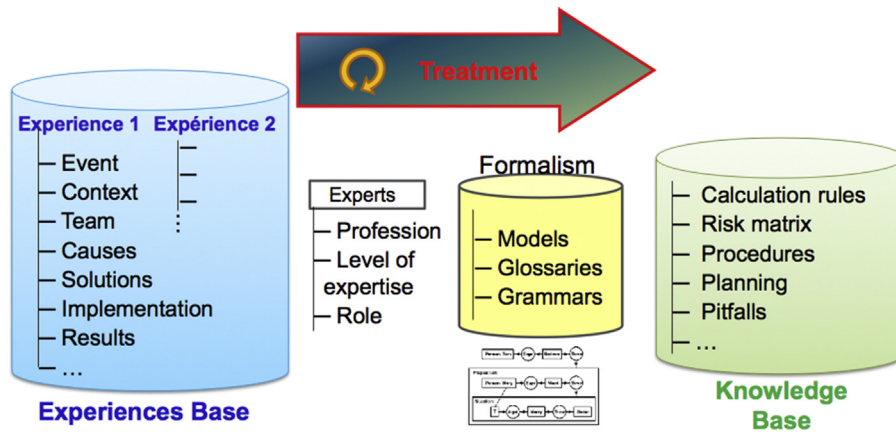 Treatment
Experience 1
Event
Context
Team
Causes
Solutions
Implementation
Results
...
Expérience 2
Experiences Base
Experts
Profession
Level of
expertise
Role
Formalism
Models
Glossaries
Grammars
Calculation rules
Risk matrix
Procedures
Planning
Pitfalls
...
Knowledge
Base